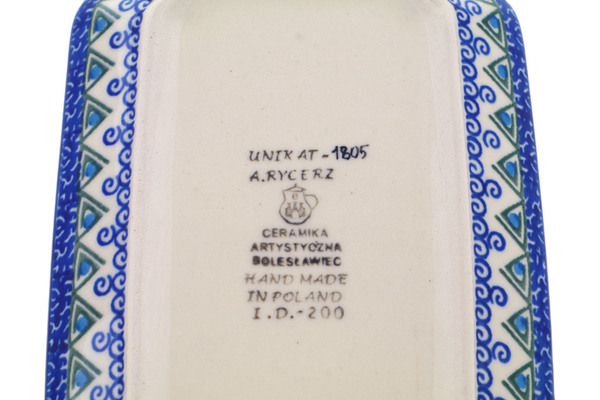 UNIKAT-1805
A.RYCERZ
CERAMIKA
ARTYSTYCZNA
BOLESŁAWIEC
HAND MADE
IN POLAND
I.D.-200